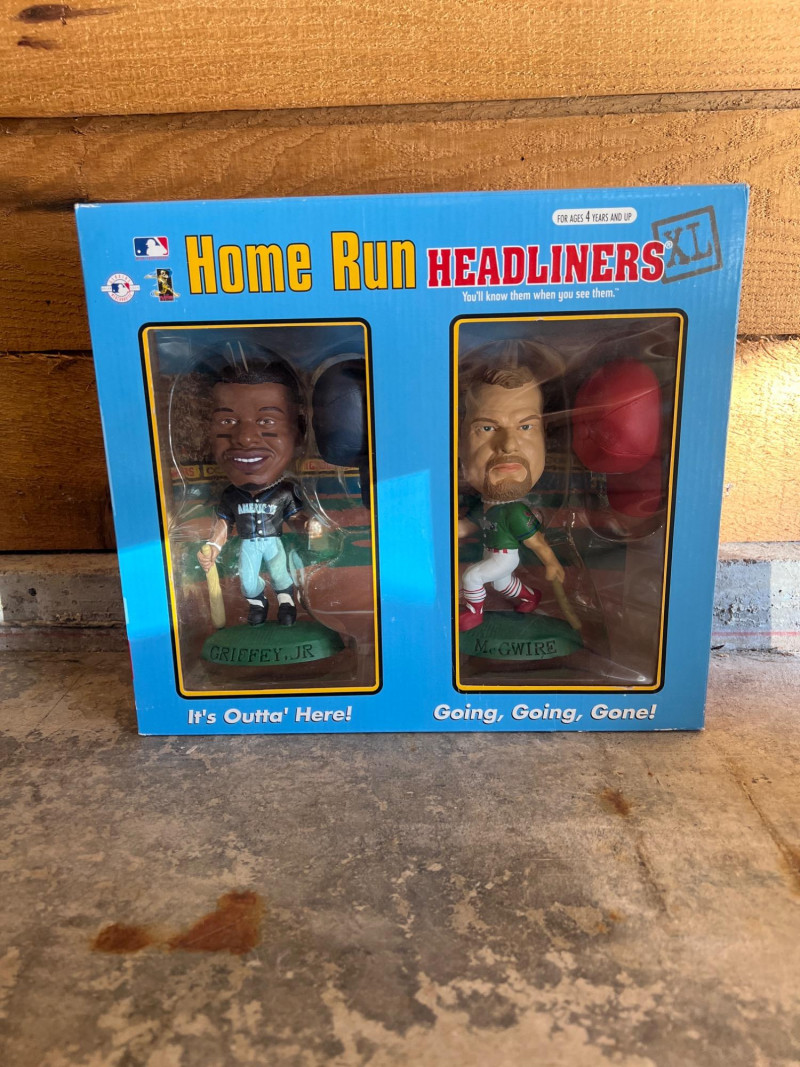 FOR AGES 4 YEARS AND UP
Home Run HEADLINERS® XL
You'll know them when you see them.™
AMERICAN
GRIFFEY, JR
McGWIRE
It's Outta' Here!
Going, Going, Gone!